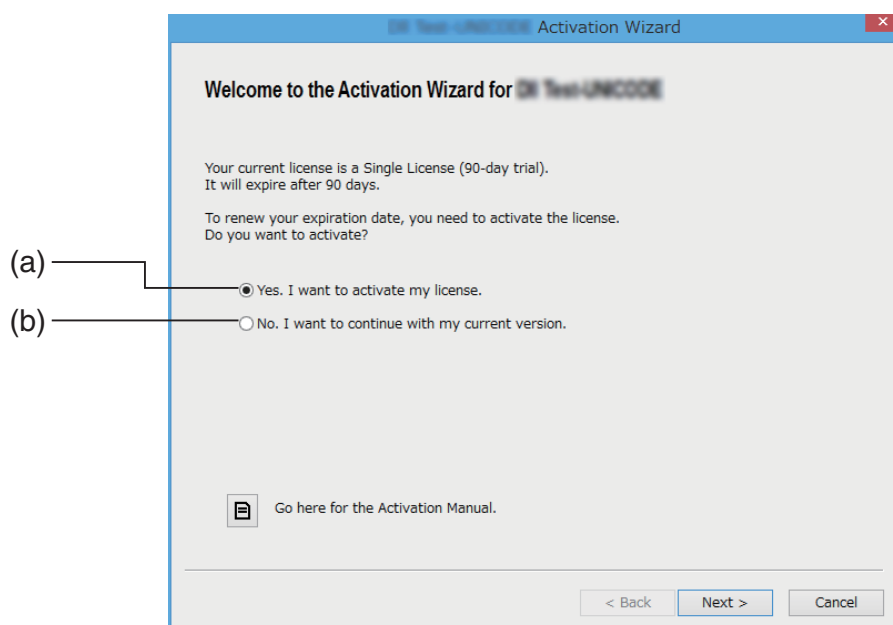 Activation Wizard
Welcome to the Activation Wizard for
Your current license is a Single License (90-day trial).
It will expire after 90 days.
To renew your expiration date, you need to activate the license.
Do you want to activate?
(a)
Yes. I want to activate my license.
(b)
No. I want to continue with my current version.
Go here for the Activation Manual.
< Back Next > Cancel